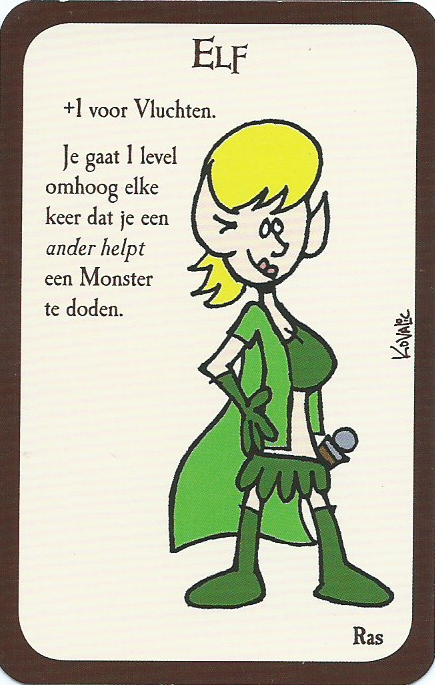 ELF
+1 voor Vluchten.
Je gaat 1 level
omhoog elke
keer dat je een
ander helpt
een Monster
te doden.
KOVALIC
Ras